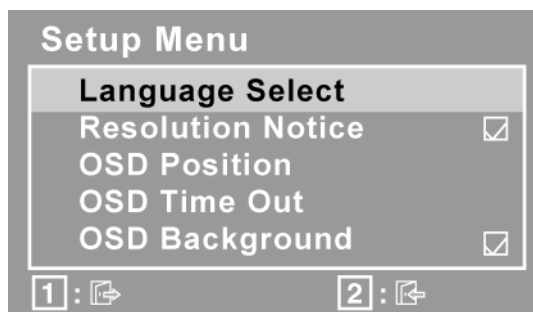 Setup Menu
Language Select
Resolution Notice
OSD Position
OSD Time Out
OSD Background
1 : 2 :